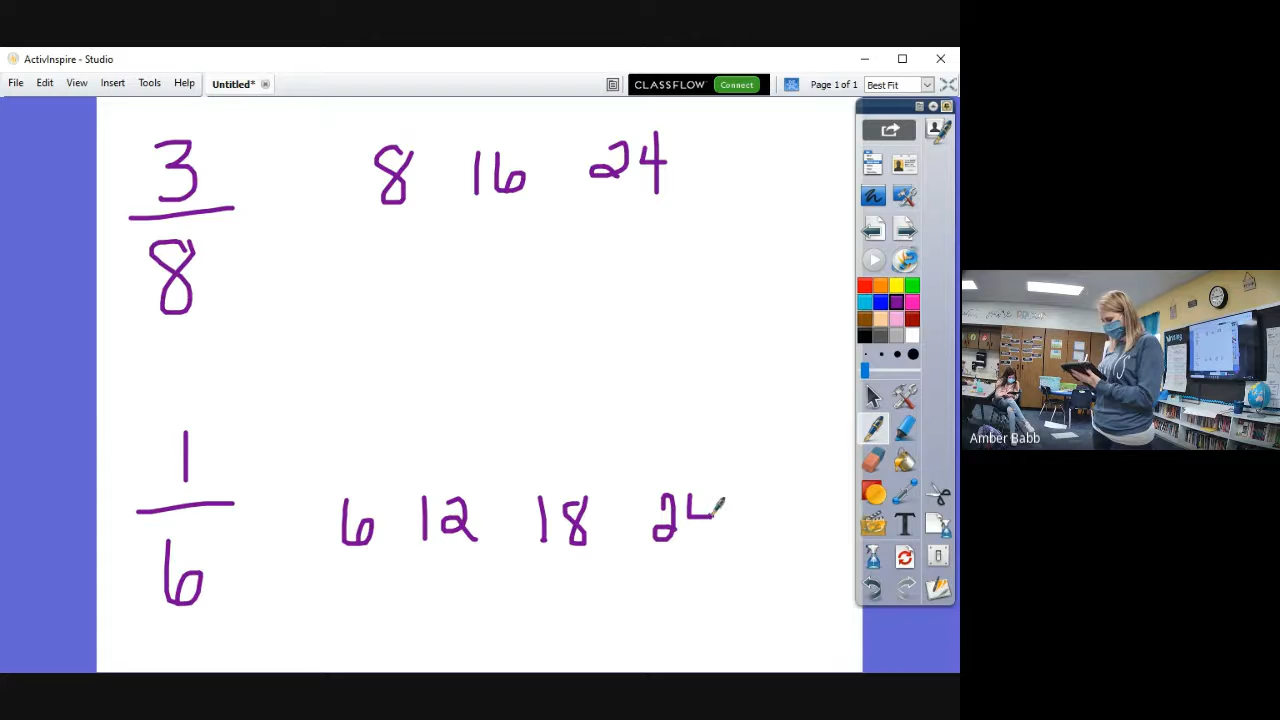 ActivInspire - Studio
File Edit View Insert Tools Help Untitled* CLASSFLOW Connect Page 1 of 1 Best Fit
3 8 16 24
8
1
6 12 18 24
6
Amber Babb